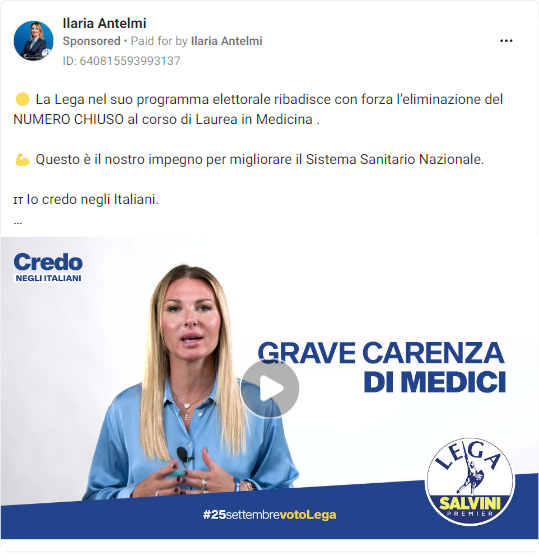 Ilaria Antelmi
Sponsored • Paid for by Ilaria Antelmi
ID: 640815593993137
🟡 La Lega nel suo programma elettorale ribadisce con forza l'eliminazione del
NUMERO CHIUSO al corso di Laurea in Medicina .
💪 Questo è il nostro impegno per migliorare il Sistema Sanitario Nazionale.
ɪᴛ Io credo negli Italiani.
...
Credo
NEGLI ITALIANI
GRAVE CARENZA
DI MEDICI
LEGA
SALVINI
PREMIER
#25settembrevotoLega